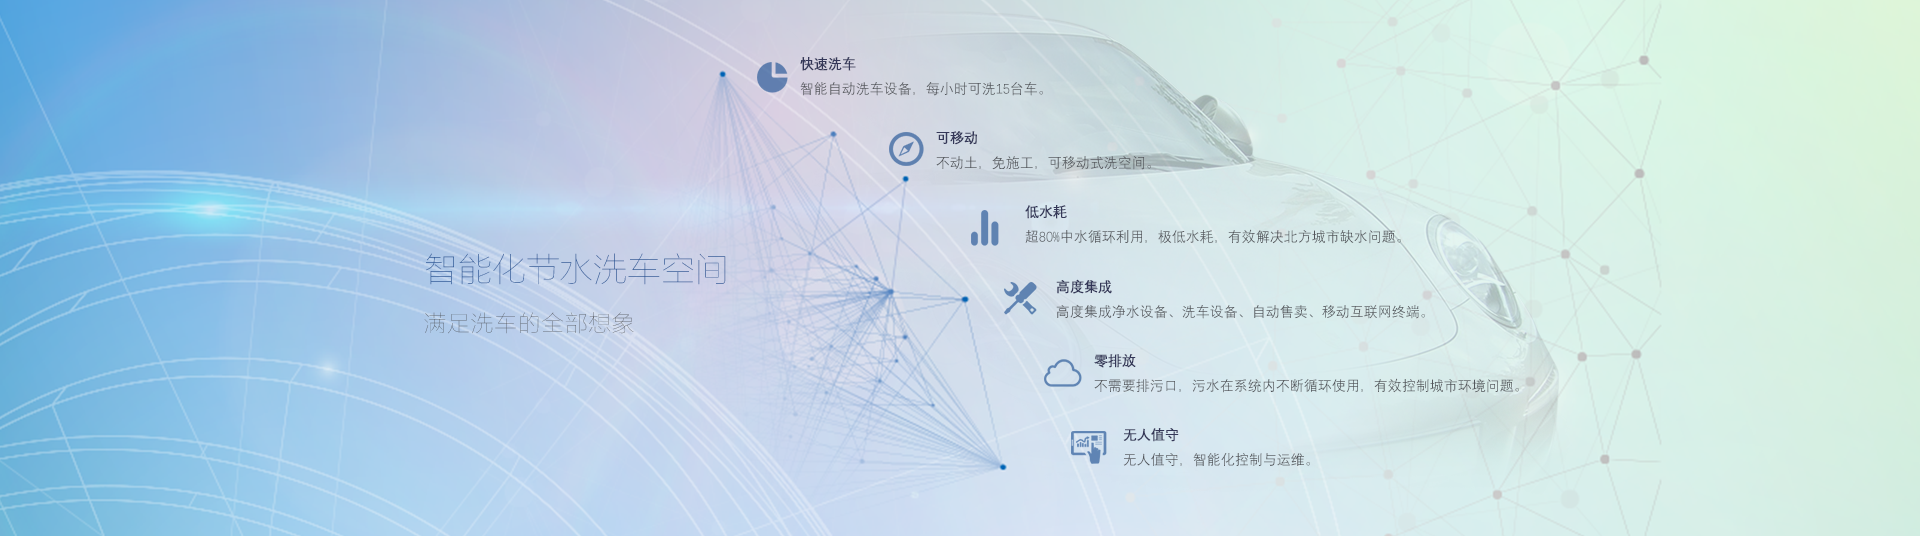 智能化节水洗车空间
满足洗车的全部想象
快速洗车
智能自动洗车设备，每小时可洗15台车。
可移动
不动土，免施工，可移动式洗空间。
低水耗
超80%中水循环利用，极低水耗，有效解决北方城市缺水问题。
高度集成
高度集成净水设备、洗车设备、自动售卖、移动互联网终端。
零排放
不需要排污口，污水在系统内不断循环使用，有效控制城市环境问题。
无人值守
无人值守，智能化控制与运维。